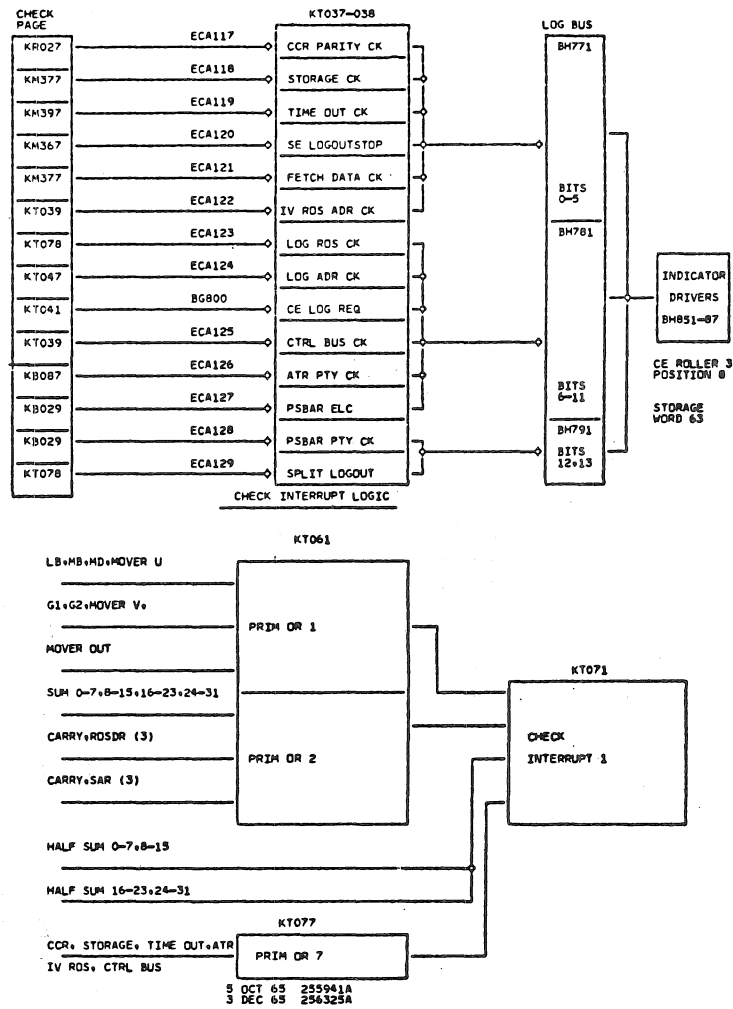 CHECK
PAGE
KT037-038
LOG BUS
KR027 ECA117 CCR PARITY CK BH771
KM377 ECA118 STORAGE CK
KM397 ECA119 TIME OUT CK
KM367 ECA120 SE LOGOUTSTOP
KM377 ECA121 FETCH DATA CK
KT039 ECA122 IV ROS ADR CK
BITS
0-5
KT078 ECA123 LOG ROS CK
BH781
KT047 ECA124 LOG ADR CK
KT041 BG800 CE LOG REQ
KT039 ECA125 CTRL BUS CK
KB087 ECA126 ATR PTY CK
KB029 ECA127 PSBAR ELC
BITS
6-11
KB029 ECA128 PSBAR PTY CK
BH791
KT078 ECA129 SPLIT LOGOUT
BITS
12,13
INDICATOR
DRIVERS
BH851-87
CE ROLLER 3
POSITION 8
STORAGE
WORD 63
CHECK INTERRUPT LOGIC
KT061
LB,MB,MD,MOVER U
G1,G2,MOVER V,
PRIM OR 1
MOVER OUT
SUM 0-7,8-15,16-23,24-31
CARRY,ROSDR (3)
PRIM OR 2
CARRY,SAR (3)
KT071
CHECK
INTERRUPT 1
HALF SUM 0-7,8-15
HALF SUM 16-23,24-31
KT077
CCR, STORAGE, TIME OUT,ATR
IV ROS, CTRL BUS
PRIM OR 7
5 OCT 65 255941A
3 DEC 65 256325A